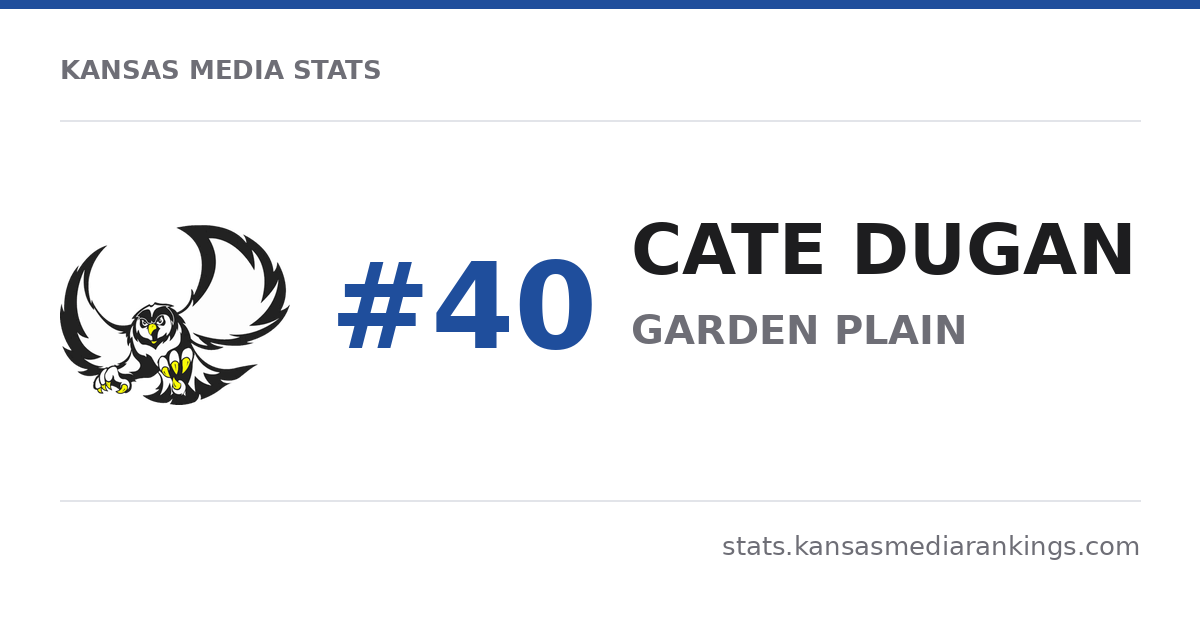 KANSAS MEDIA STATS
#40
CATE DUGAN
GARDEN PLAIN
stats.kansasmediarankings.com